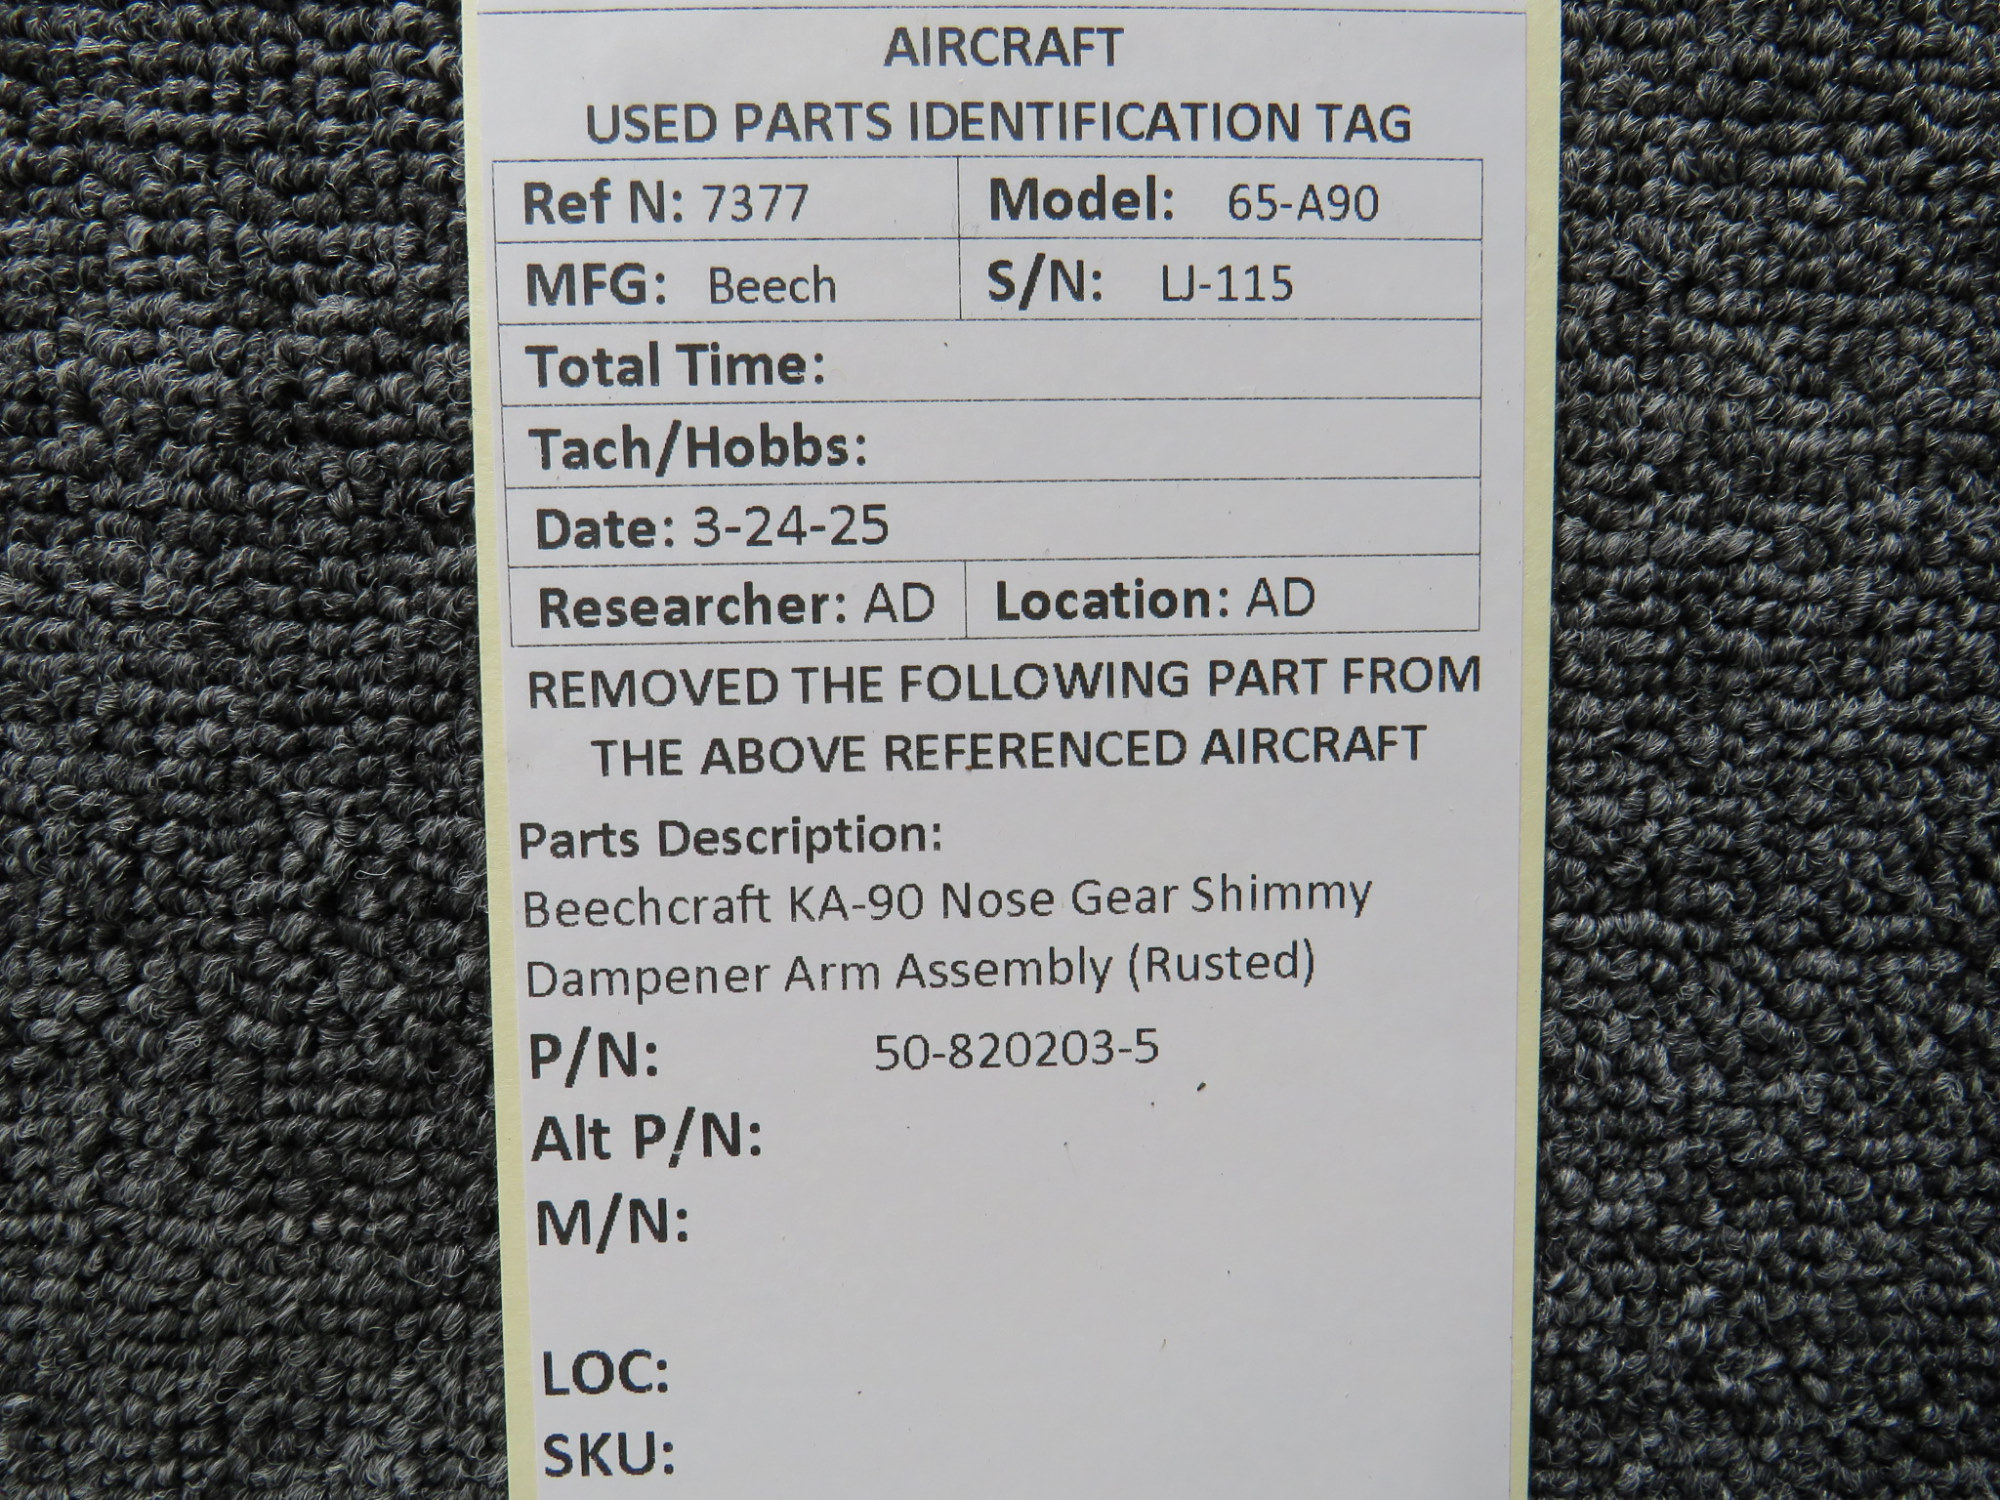 AIRCRAFT
USED PARTS IDENTIFICATION TAG
Ref N: 7377 Model: 65-A90
MFG: Beech S/N: LJ-115
Total Time:
Tach/Hobbs:
Date: 3-24-25
Researcher: AD Location: AD
REMOVED THE FOLLOWING PART FROM
THE ABOVE REFERENCED AIRCRAFT
Parts Description:
Beechcraft KA-90 Nose Gear Shimmy
Dampener Arm Assembly (Rusted)
P/N: 50-820203-5
Alt P/N:
M/N:
LOC:
SKU: